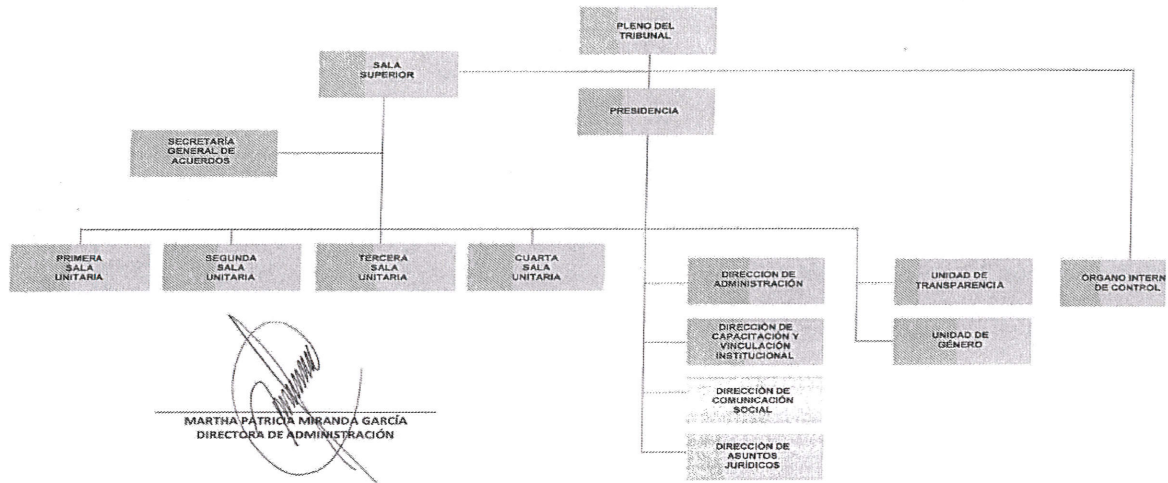 PLENO DEL
TRIBUNAL
SALA
SUPERIOR
PRESIDENCIA
SECRETARÍA
GENERAL DE
ACUERDOS
PRIMERA
SALA
UNITARIA
SEGUNDA
SALA
UNITARIA
TERCERA
SALA
UNITARIA
CUARTA
SALA
UNITARIA
DIRECCIÓN DE
ADMINISTRACIÓN
UNIDAD DE
TRANSPARENCIA
ÓRGANO INTERN
DE CONTROL
DIRECCIÓN DE
CAPACITACIÓN Y
VINCULACIÓN
INSTITUCIONAL
UNIDAD DE
GÉNERO
DIRECCIÓN DE
COMUNICACIÓN
SOCIAL
DIRECCIÓN DE
ASUNTOS
JURÍDICOS
MARTHA PATRICIA MIRANDA GARCÍA
DIRECTORA DE ADMINISTRACIÓN